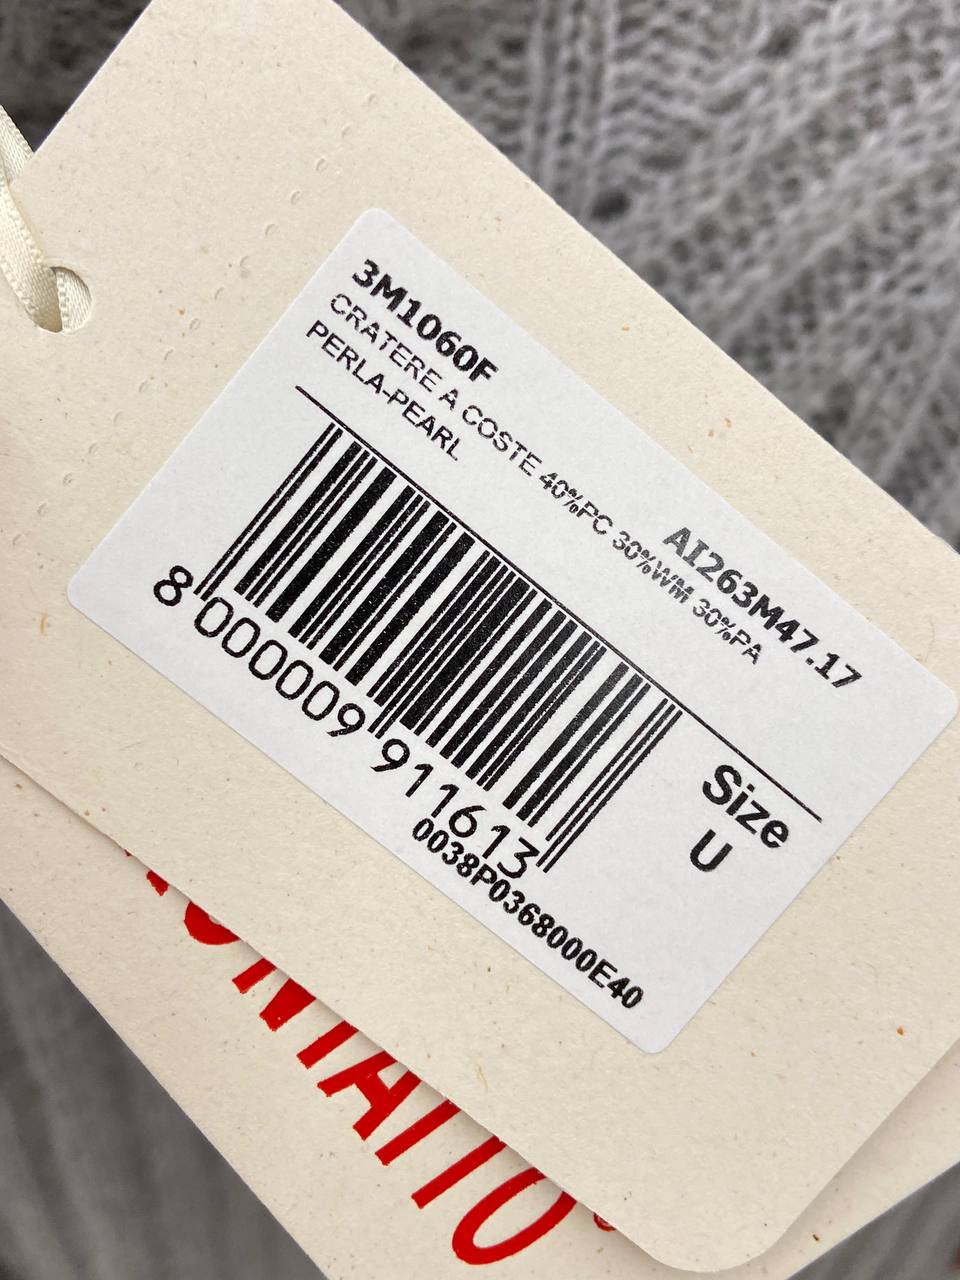 3M1060F
CRATERE A COSTE 40%PC 30%WM 30%PA
PERLA-PEARL
AI263M47.17
8 000009 911613
0038P0368000E40
Size
U